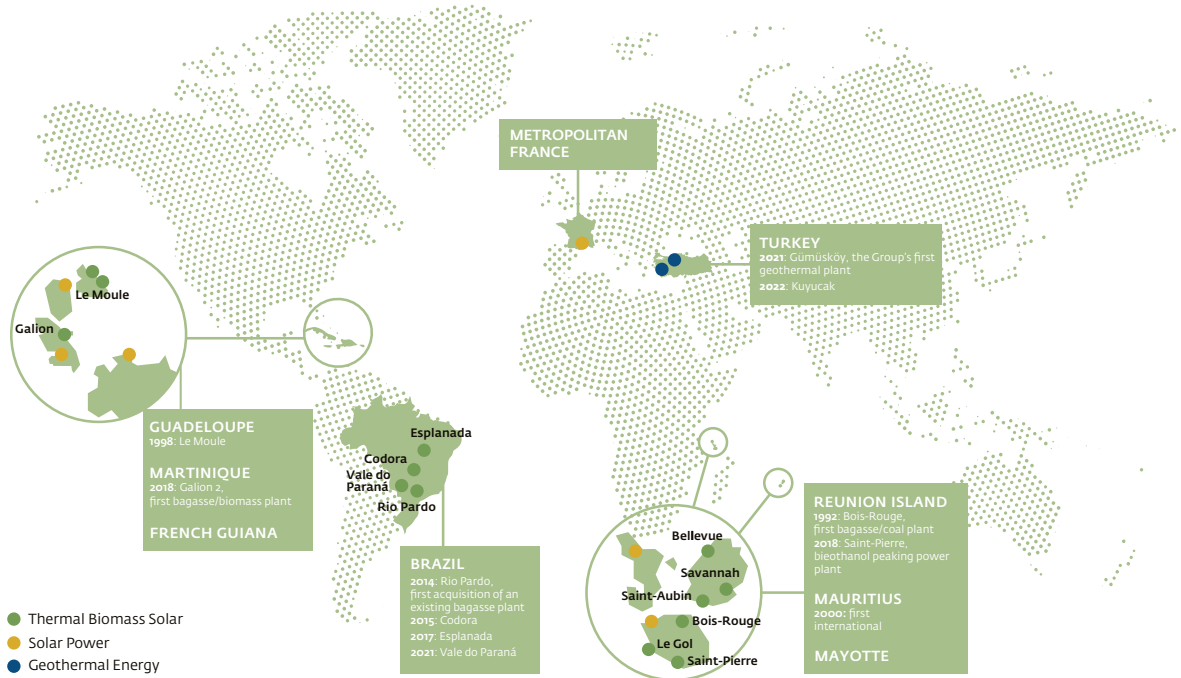 METROPOLITAN
FRANCE
TURKEY
2021: Gümüsköy, the Group's first
geothermal plant
2022: Kuyucak
Le Moule
Galion
GUADELOUPE
1998: Le Moule
MARTINIQUE
2018: Galion 2,
first bagasse/biomass plant
FRENCH GUIANA
Esplanada
Codora
Vale do
Paraná
Rio Pardo
BRAZIL
2014: Rio Pardo,
first acquisition of an
existing bagasse plant
2015: Codora
2017: Esplanada
2021: Vale do Paraná
Bellevue
Savannah
Saint-Aubin
Bois-Rouge
Le Gol
Saint-Pierre
REUNION ISLAND
1992: Bois-Rouge,
first bagasse/coal plant
2018: Saint-Pierre,
bieothanol peaking power
plant
MAURITIUS
2000: first
international
MAYOTTE
Thermal Biomass Solar
Solar Power
Geothermal Energy